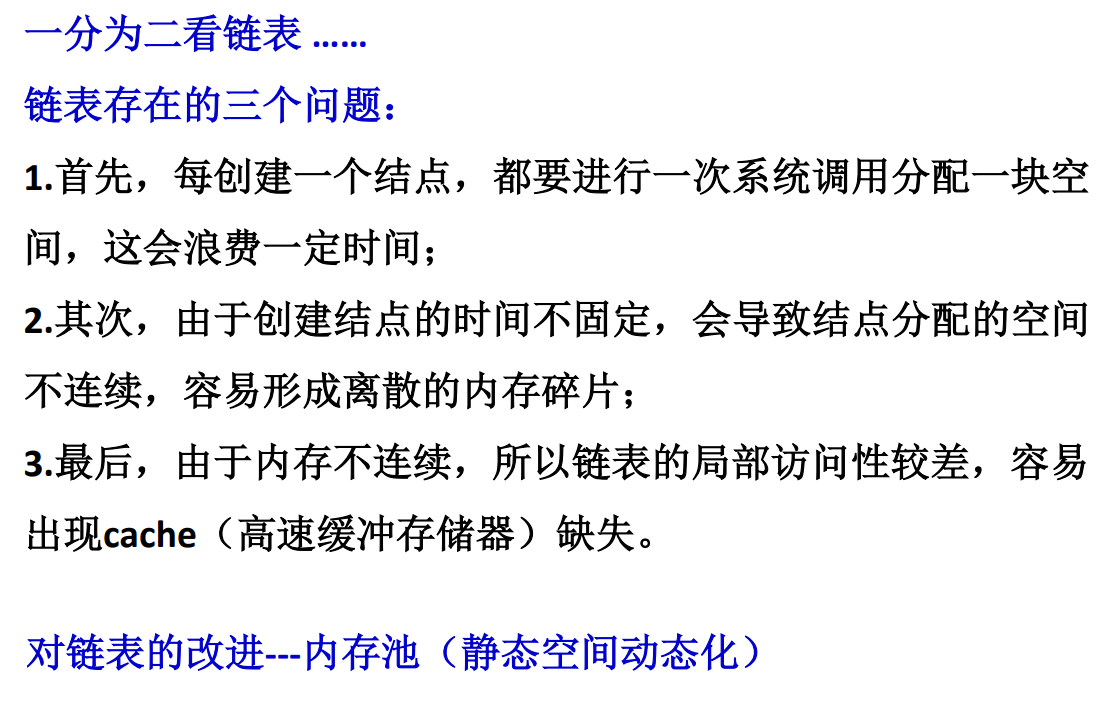 一分为二看链表 ……
链表存在的三个问题：
1.首先，每创建一个结点，都要进行一次系统调用分配一块空
间，这会浪费一定时间；
2.其次，由于创建结点的时间不固定，会导致结点分配的空间
不连续，容易形成离散的内存碎片；
3.最后，由于内存不连续，所以链表的局部访问性较差，容易
出现cache（高速缓冲存储器）缺失。
对链表的改进---内存池（静态空间动态化）